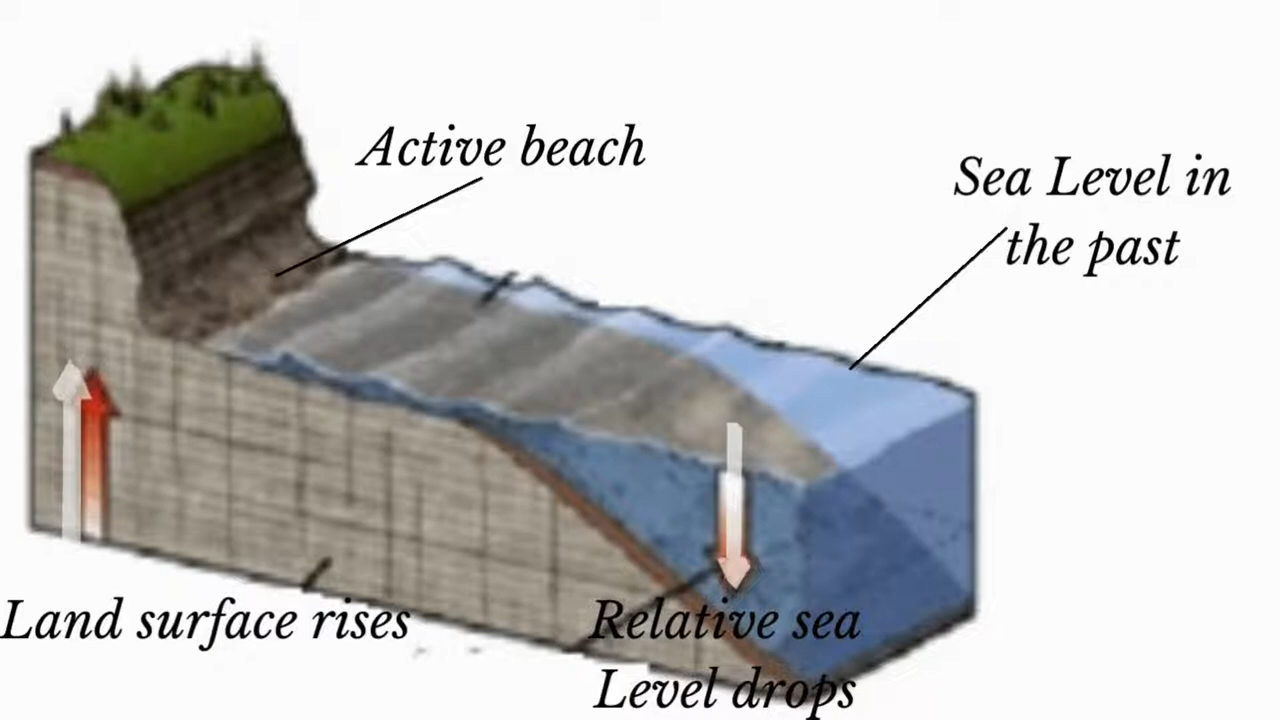 Active beach
Sea Level in
the past
Land surface rises
Relative sea
Level drops